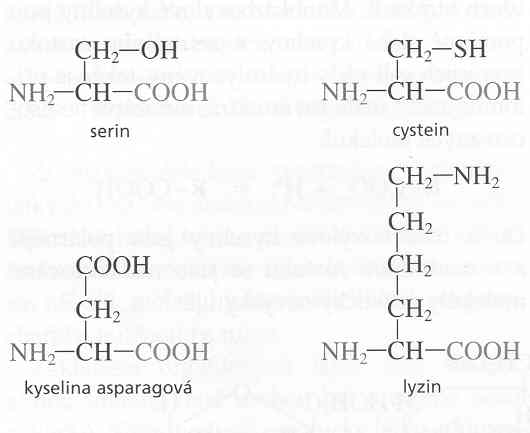 CH₂—OH
NH₂—CH—COOH
serin
CH₂—SH
NH₂—CH—COOH
cystein
COOH
CH₂
NH₂—CH—COOH
kyselina asparagová
CH₂—NH₂
CH₂
CH₂
CH₂
NH₂—CH—COOH
lyzin